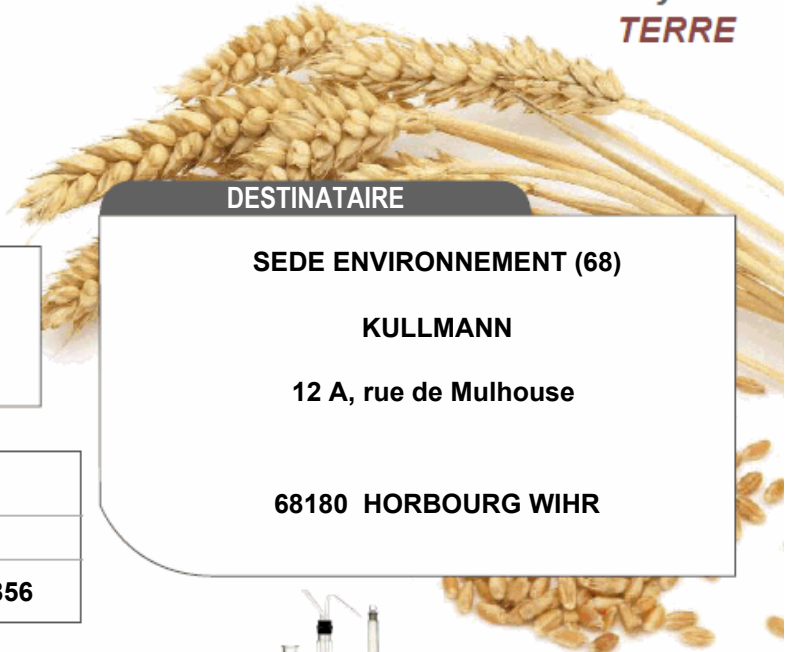 TERRE
DESTINATAIRE
SEDE ENVIRONNEMENT (68)
KULLMANN
12 A, rue de Mulhouse
68180 HORBOURG WIHR